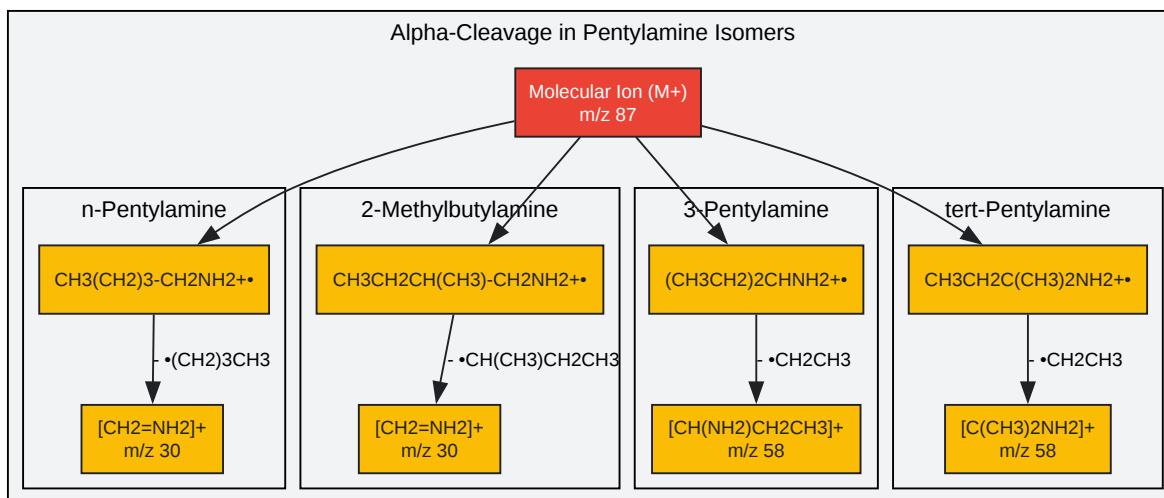 Alpha-Cleavage in Pentylamine Isomers
Molecular Ion (M+)
m/z 87
n-Pentylamine
2-Methylbutylamine
3-Pentylamine
tert-Pentylamine
CH3(CH2)3-CH2NH2+•
CH3CH2CH(CH3)-CH2NH2+•
(CH3CH2)2CHNH2+•
CH3CH2C(CH3)2NH2+•
- •(CH2)3CH3
- •CH(CH3)CH2CH3
- •CH2CH3
- •CH2CH3
[CH2=NH2]+
m/z 30
[CH2=NH2]+
m/z 30
[CH(NH2)CH2CH3]+
m/z 58
[C(CH3)2NH2]+
m/z 58